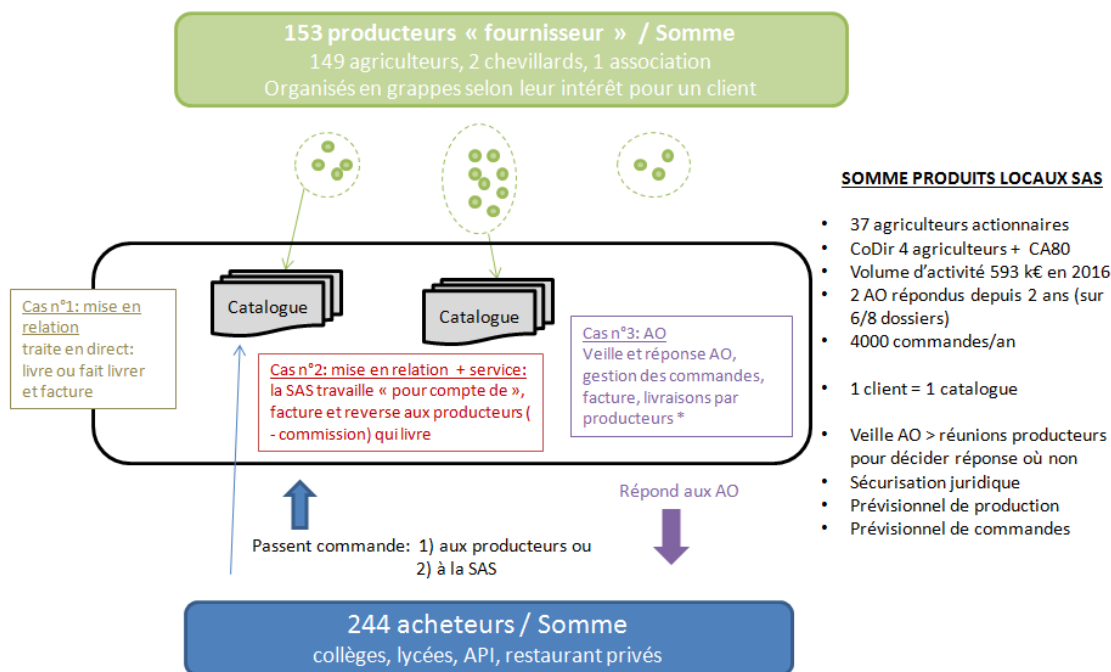 153 producteurs « fournisseur » / Somme
149 agriculteurs, 2 chevillards, 1 association
Organisés en grappes selon leur intérêt pour un client
Catalogue
Catalogue
Cas n°1: mise en
relation
traite en direct:
livre ou fait livrer
et facture
Cas n°2: mise en relation + service:
la SAS travaille « pour compte de »,
facture et reverse aux producteurs (
- commission) qui livre
Cas n°3: AO
Veille et réponse AO,
gestion des commandes,
facture, livraisons par
producteurs *
Passent commande: 1) aux producteurs ou
2) à la SAS
Répond aux AO
244 acheteurs / Somme
collèges, lycées, API, restaurant privés
SOMME PRODUITS LOCAUX SAS
• 37 agriculteurs actionnaires
• CoDir 4 agriculteurs + CA80
• Volume d'activité 593 k€ en 2016
• 2 AO répondus depuis 2 ans (sur
6/8 dossiers)
• 4000 commandes/an
• 1 client = 1 catalogue
• Veille AO > réunions producteurs
pour décider réponse où non
• Sécurisation juridique
• Prévisionnel de production
• Prévisionnel de commandes